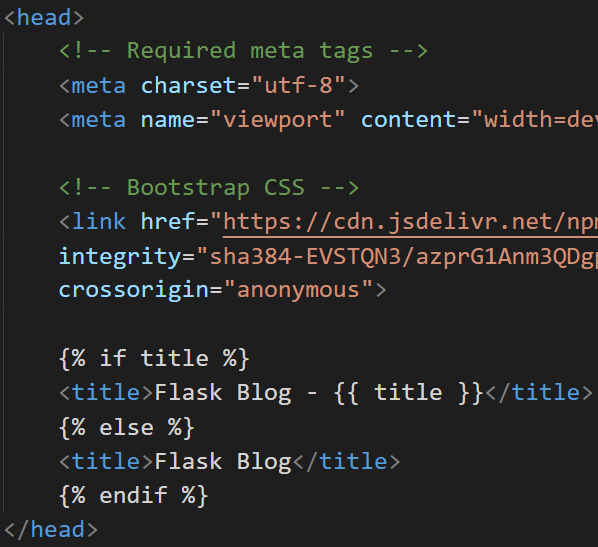 <head>
<!-- Required meta tags -->
<meta charset="utf-8">
<meta name="viewport" content="width=dev
<!-- Bootstrap CSS -->
<link href="https://cdn.jsdelivr.net/npm
integrity="sha384-EVSTQN3/azprG1Anm3QDgp
crossorigin="anonymous">
{% if title %}
<title>Flask Blog - {{ title }}</title>
{% else %}
<title>Flask Blog</title>
{% endif %}
</head>